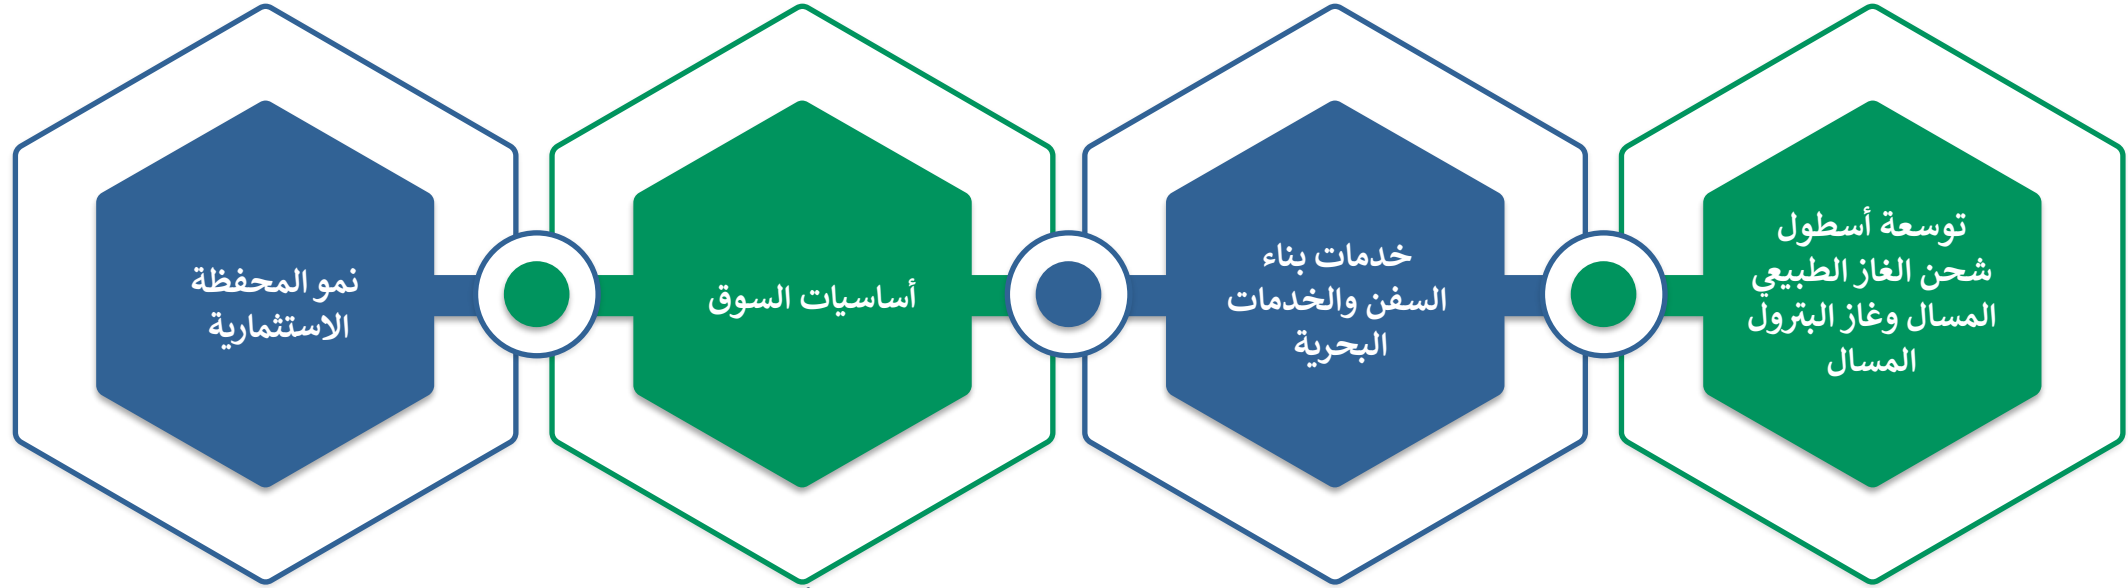 توسعة أسطول
شحن الغاز الطبيعي
المسال وغاز البترول
المسال
خدمات بناء
السفن والخدمات
البحرية
أساسيات السوق
نمو المحفظة
الاستثمارية